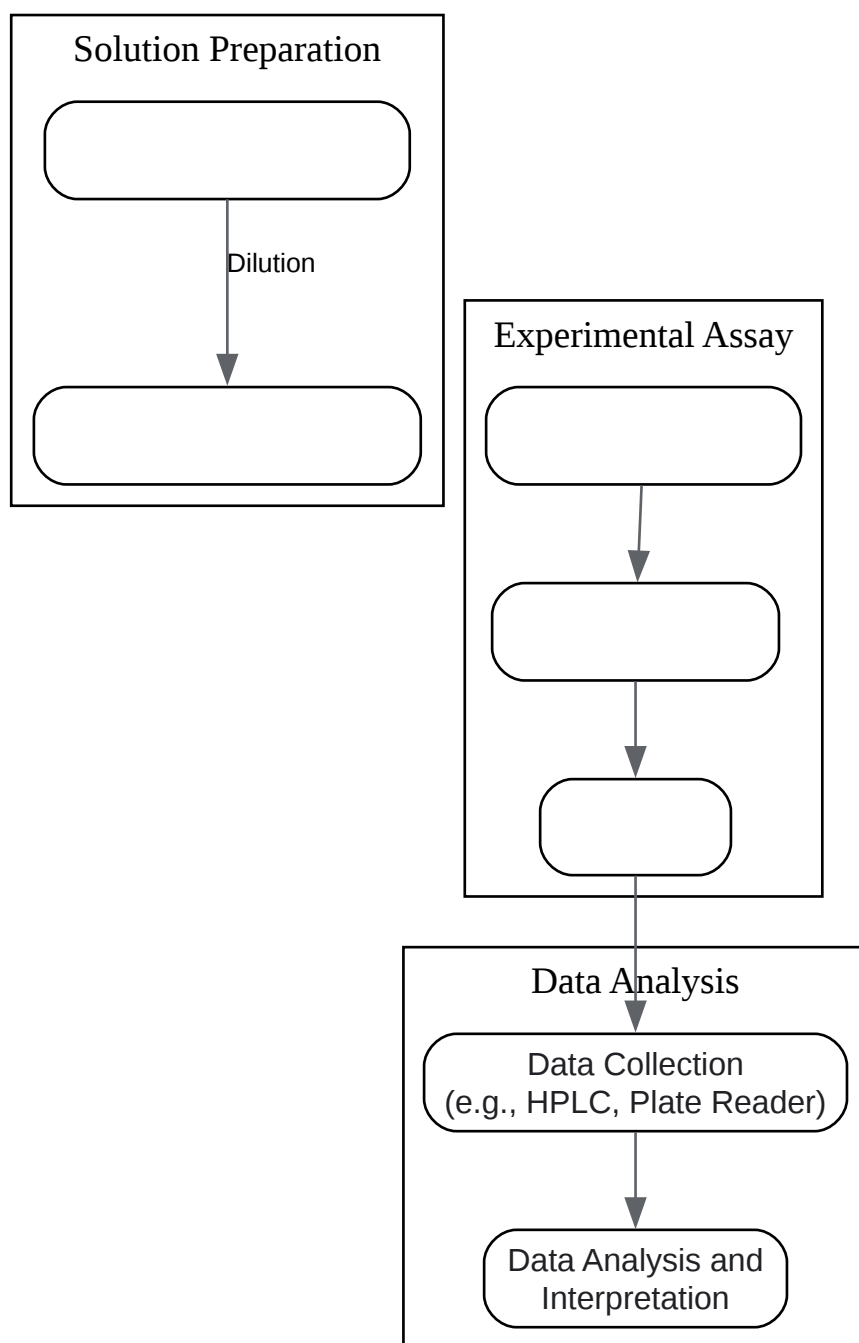 Solution Preparation
Dilution
Experimental Assay
Data Analysis
Data Collection
(e.g., HPLC, Plate Reader)
Data Analysis and
Interpretation